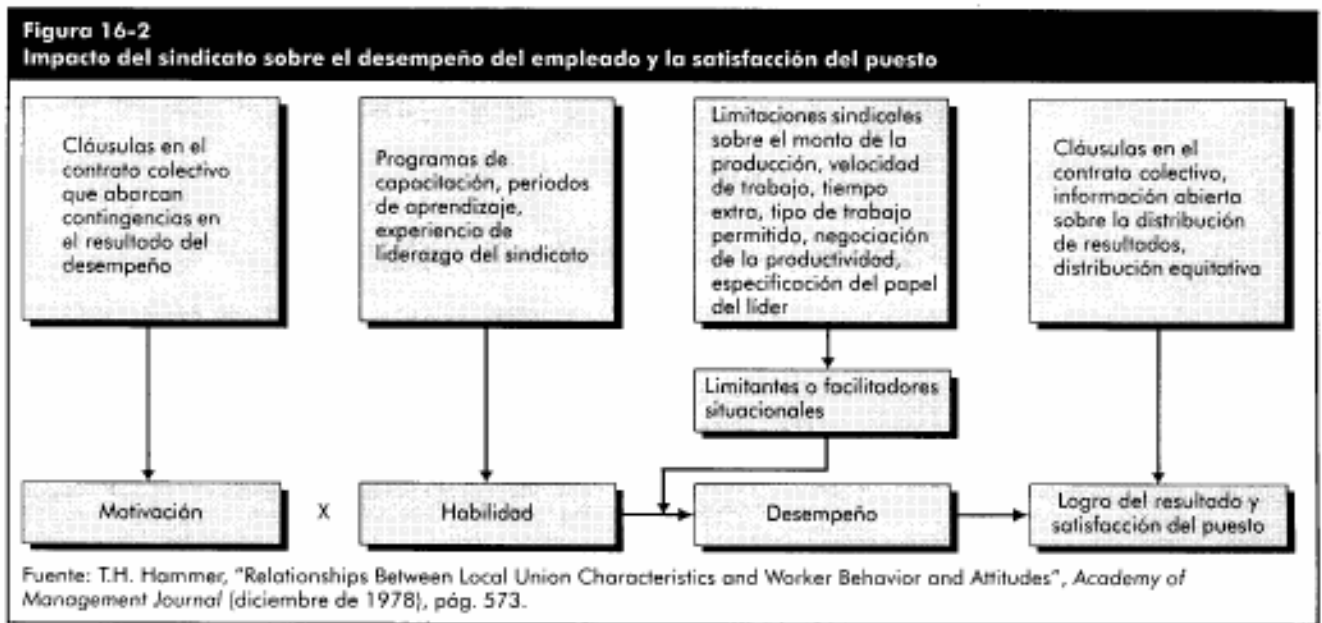 Figura 16-2
Impacto del sindicato sobre el desempeño del empleado y la satisfacción del puesto
Cláusulas en el
contrato colectivo
que abarcan
contingencias en
el resultado del
desempeño
Programas de
capacitación, periodos
de aprendizaje,
experiencia de
liderazgo del sindicato
Limitaciones sindicales
sobre el monto de la
producción, velocidad
de trabajo, tiempo
extra, tipo de trabajo
permitido, negociación
de la productividad,
especificación del papel
del líder
Cláusulas en el
contrato colectivo,
información abierta
sobre la distribución
de resultados,
distribución equitativa
Limitantes o facilitadores
situacionales
Motivación
X
Habilidad
Desempeño
Logra del resultado y
satisfacción del puesto
Fuente: T.H. Hammer, "Relationships Between Local Union Characteristics and Worker Behavior and Attitudes", Academy of
Management Journal (diciembre de 1978), pág. 573.